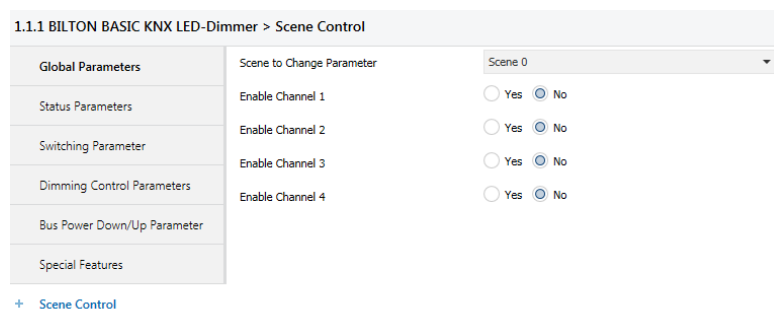 1.1.1 BILTON BASIC KNX LED-Dimmer > Scene Control
Global Parameters
Scene to Change Parameter Scene 0
Enable Channel 1 Yes No
Status Parameters
Enable Channel 2 Yes No
Switching Parameter
Enable Channel 3 Yes No
Dimming Control Parameters
Enable Channel 4 Yes No
Bus Power Down/Up Parameter
Special Features
+ Scene Control